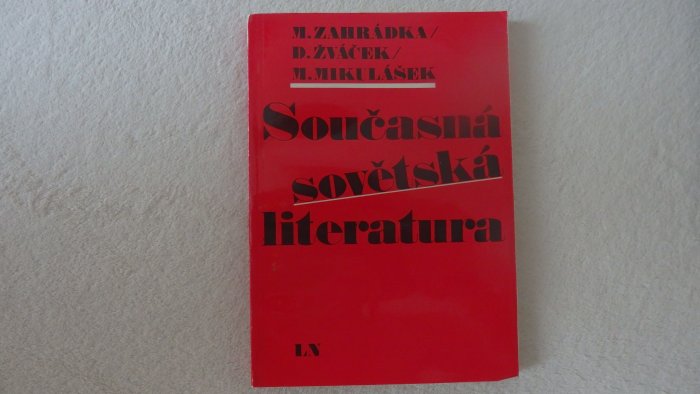 M. ZAHRÁDKA/
D. ŽVÁČEK/
M. MIKULÁŠEK
Současná
sovětská
literatura
LN